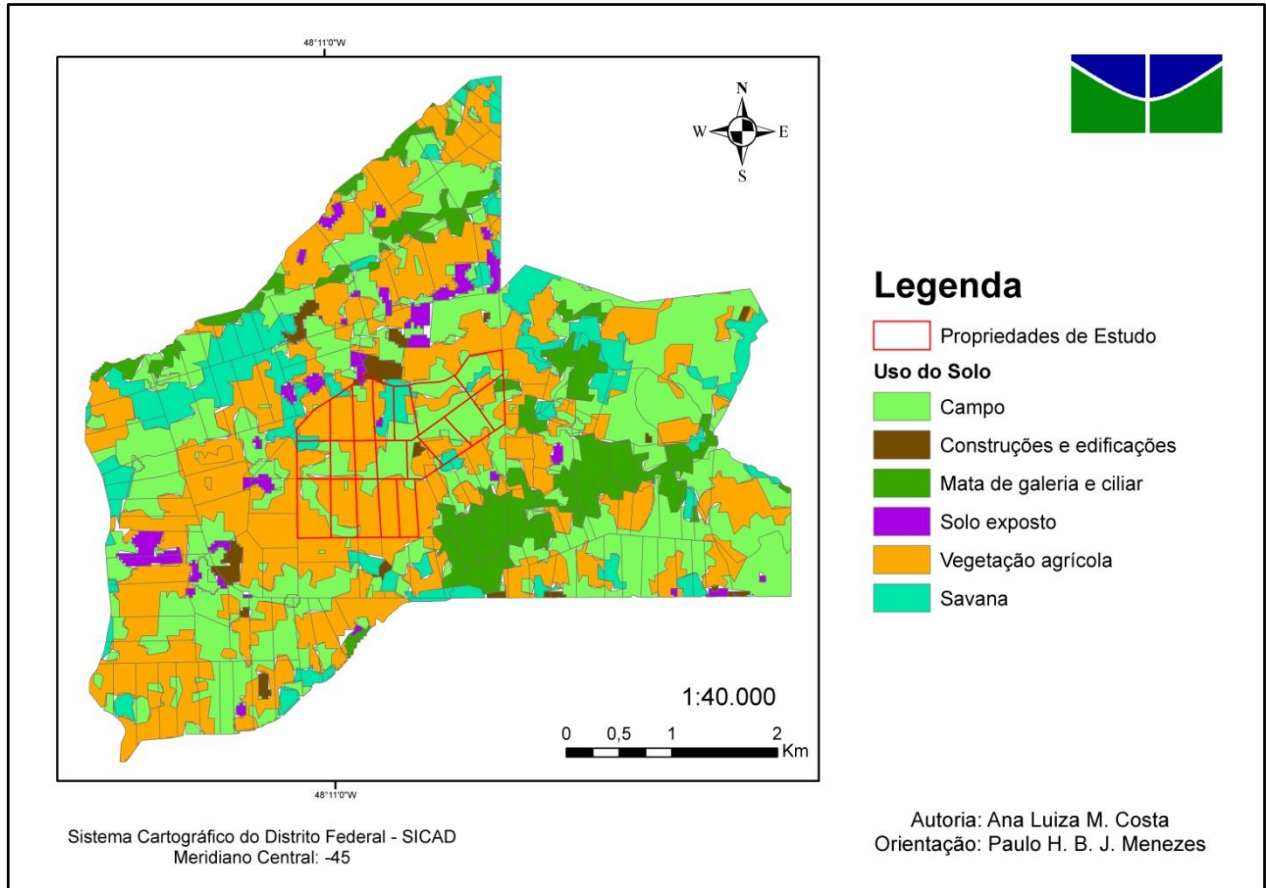 48°11'0"W
N
W E
S
Legenda
Propriedades de Estudo
Uso do Solo
Campo
Construções e edificações
Mata de galeria e ciliar
Solo exposto
Vegetação agrícola
Savana
1:40.000
0 0,5 1 2
Km
48°11'0"W
Sistema Cartográfico do Distrito Federal - SICAD
Meridiano Central: -45
Autoria: Ana Luiza M. Costa
Orientação: Paulo H. B. J. Menezes